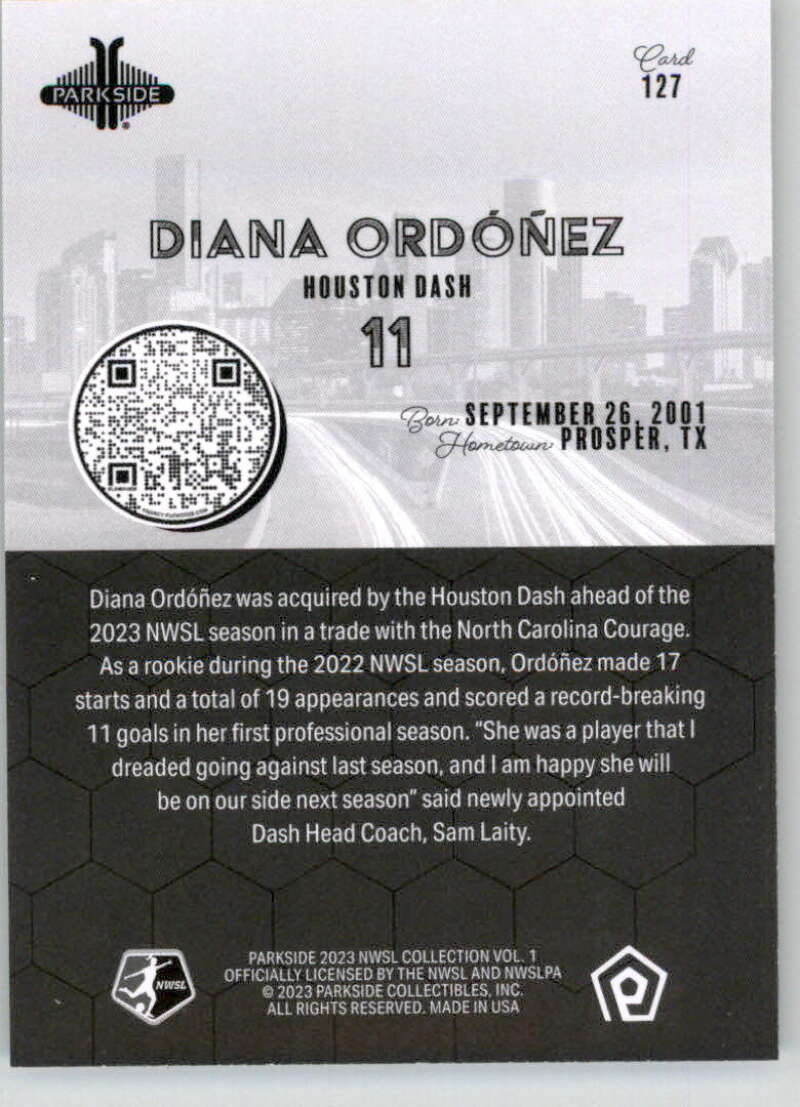 PARKSIDE
Card
127
DIANA ORDÓÑEZ
HOUSTON DASH
11
Born: SEPTEMBER 26, 2001
Hometown: PROSPER, TX
Diana Ordóñez was acquired by the Houston Dash ahead of the
2023 NWSL season in a trade with the North Carolina Courage.
As a rookie during the 2022 NWSL season, Ordóñez made 17
starts and a total of 19 appearances and scored a record-breaking
11 goals in her first professional season. "She was a player that I
dreaded going against last season, and I am happy she will
be on our side next season" said newly appointed
Dash Head Coach, Sam Laity.
NWSL
PARKSIDE 2023 NWSL COLLECTION VOL. 1
OFFICIALLY LICENSED BY THE NWSL AND NWSLPA
© 2023 PARKSIDE COLLECTIBLES, INC.
ALL RIGHTS RESERVED. MADE IN USA